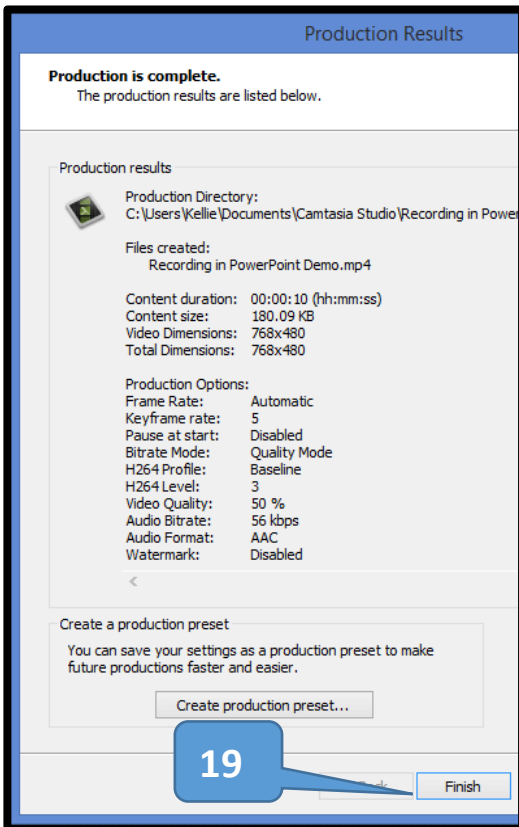 Production Results
Production is complete.
The production results are listed below.
Production results
Production Directory:
C:\Users\Kellie\Documents\Camtasia Studio\Recording in Power
Files created:
Recording in PowerPoint Demo.mp4
Content duration: 00:00:10 (hh:mm:ss)
Content size: 180.09 KB
Video Dimensions: 768x480
Total Dimensions: 768x480
Production Options:
Frame Rate: Automatic
Keyframe rate: 5
Pause at start: Disabled
Bitrate Mode: Quality Mode
H264 Profile: Baseline
H264 Level: 3
Video Quality: 50 %
Audio Bitrate: 56 kbps
Audio Format: AAC
Watermark: Disabled
<
Create a production preset
You can save your settings as a production preset to make
future productions faster and easier.
Create production preset...
19
Finish